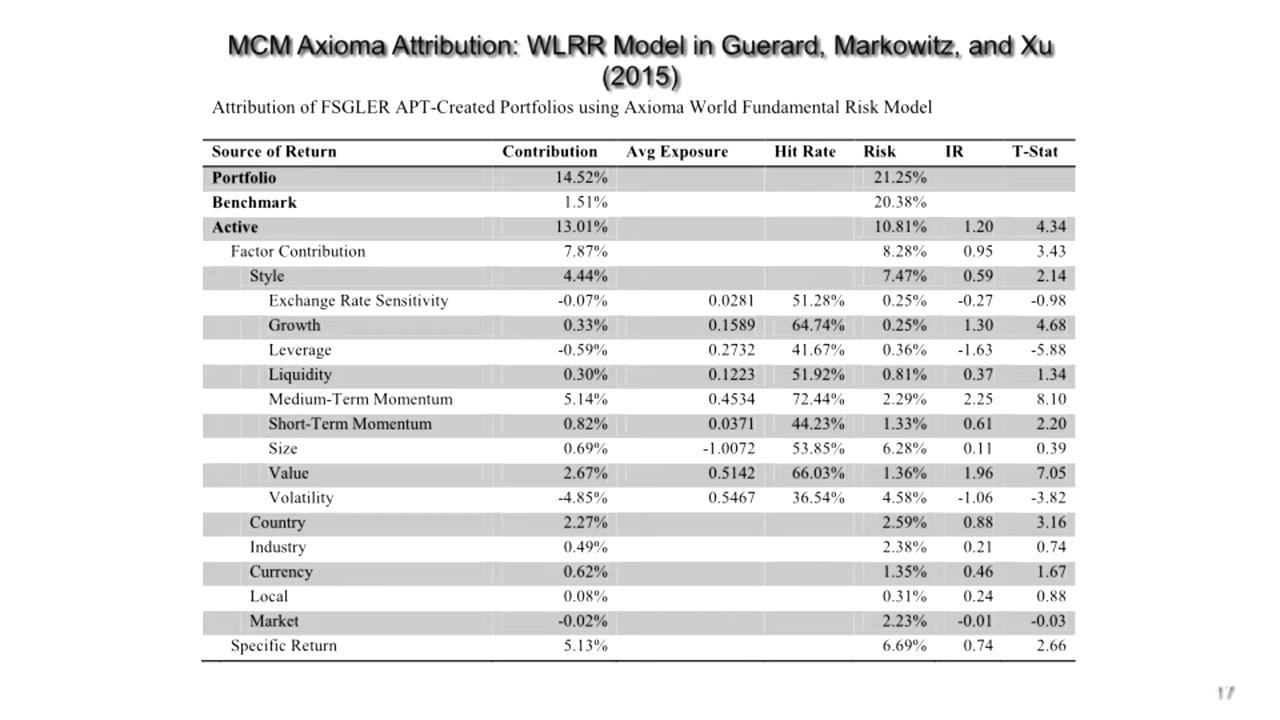 MCM Axioma Attribution: WLRR Model in Guerard, Markowitz, and Xu
(2015)
Attribution of FSGLER APT-Created Portfolios using Axioma World Fundamental Risk Model
Source of Return Contribution Avg Exposure Hit Rate Risk IR T-Stat
Portfolio 14.52% 21.25%
Benchmark 1.51% 20.38%
Active 13.01% 10.81% 1.20 4.34
Factor Contribution 7.87% 8.28% 0.95 3.43
Style 4.44% 7.47% 0.59 2.14
Exchange Rate Sensitivity -0.07% 0.0281 51.28% 0.25% -0.27 -0.98
Growth 0.33% 0.1589 64.74% 0.25% 1.30 4.68
Leverage -0.59% 0.2732 41.67% 0.36% -1.63 -5.88
Liquidity 0.30% 0.1223 51.92% 0.81% 0.37 1.34
Medium-Term Momentum 5.14% 0.4534 72.44% 2.29% 2.25 8.10
Short-Term Momentum 0.82% 0.0371 44.23% 1.33% 0.61 2.20
Size 0.69% -1.0072 53.85% 6.28% 0.11 0.39
Value 2.67% 0.5142 66.03% 1.36% 1.96 7.05
Volatility -4.85% 0.5467 36.54% 4.58% -1.06 -3.82
Country 2.27% 2.59% 0.88 3.16
Industry 0.49% 2.38% 0.21 0.74
Currency 0.62% 1.35% 0.46 1.67
Local 0.08% 0.31% 0.24 0.88
Market -0.02% 2.23% -0.01 -0.03
Specific Return 5.13% 6.69% 0.74 2.66
17